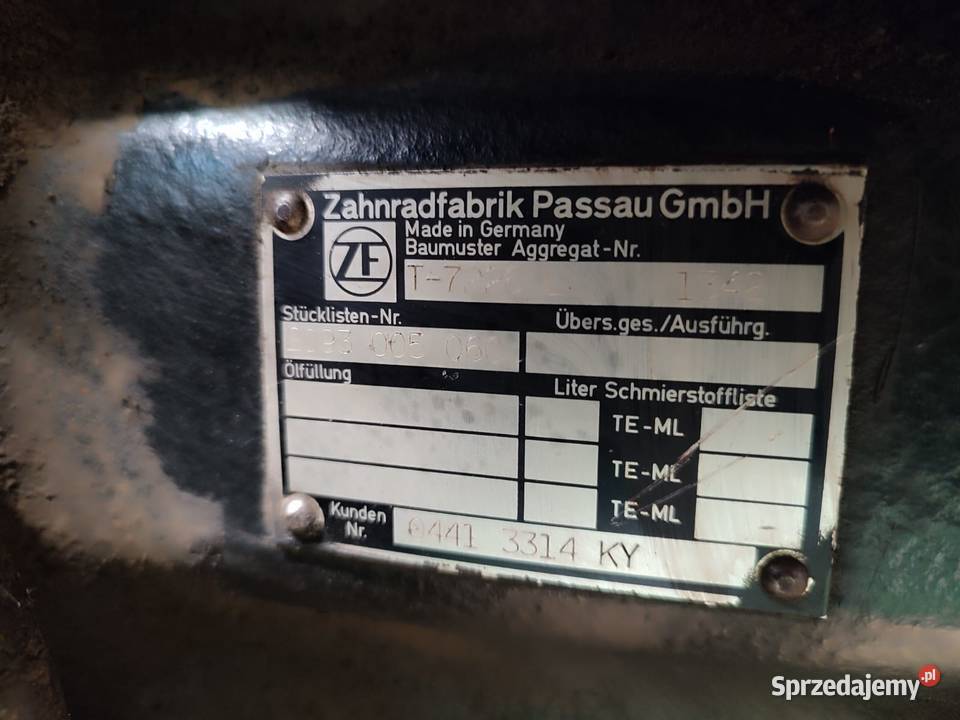 Zahnradfabrik Passau GmbH
ZF
Made in Germany
Baumuster Aggregat-Nr.
Stücklisten-Nr.
Übers.ges./Ausführg.
005
Ölfüllung
Liter Schmierstoffliste
TE-ML
TE-ML
TE-ML
Kunden Nr.
0441 3314 KY
Sprzedajemy.pl